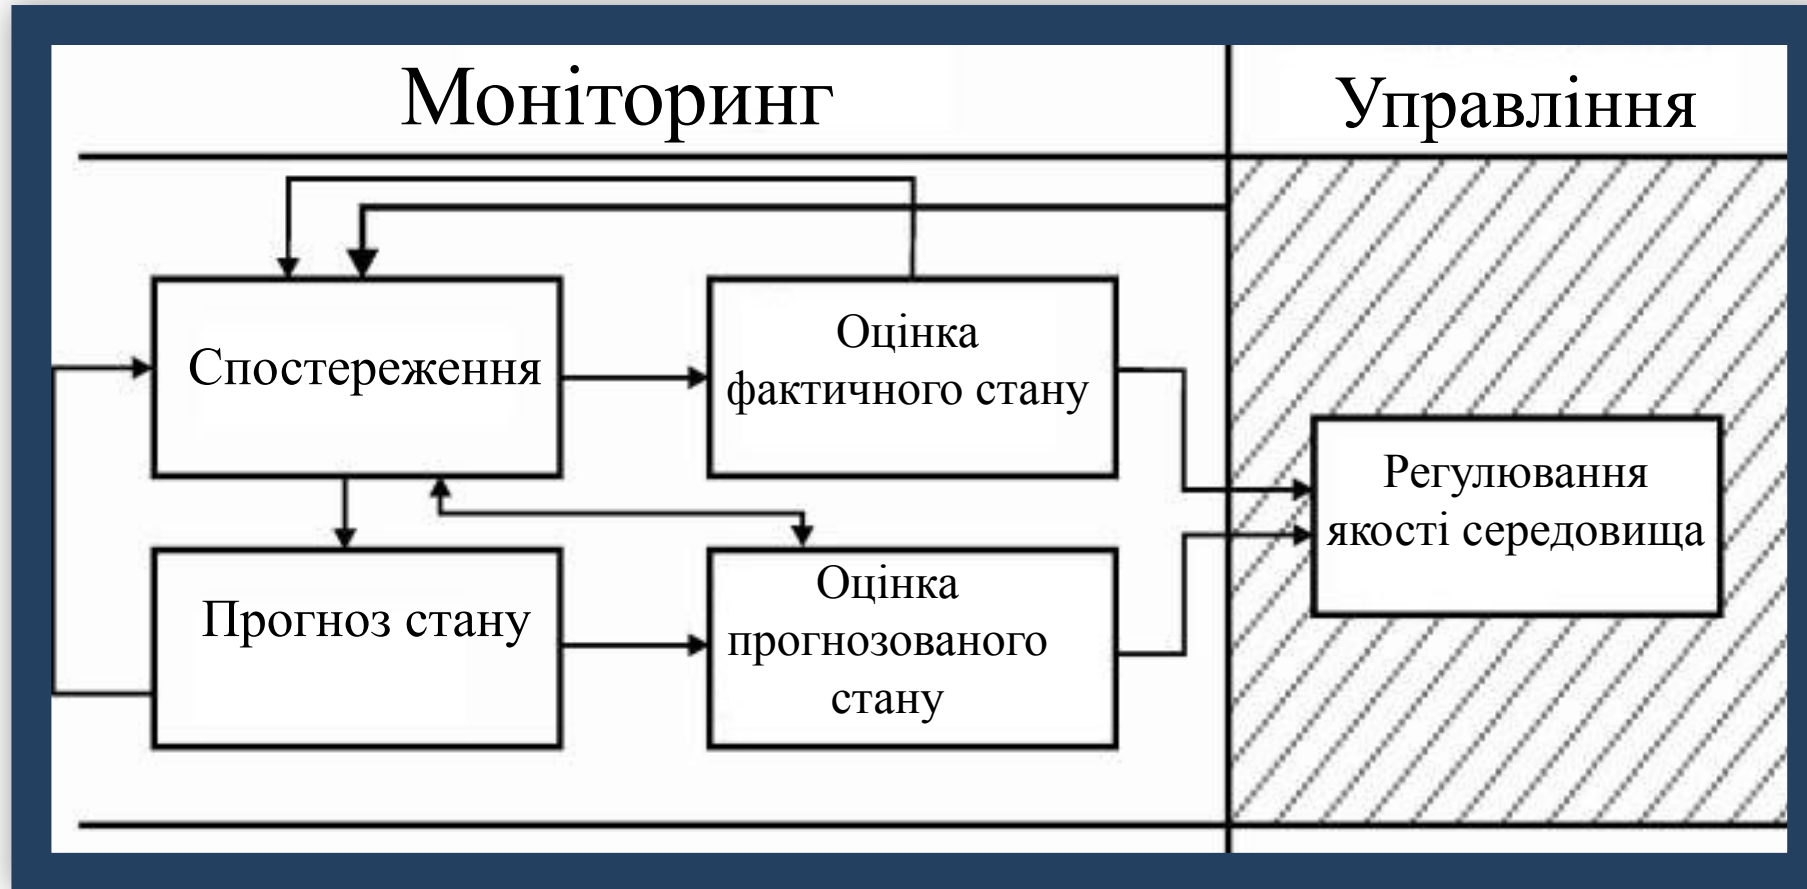 Моніторинг
Управління
Спостереження
Оцінка
фактичного стану
Регулювання
якості середовища
Прогноз стану
Оцінка
прогнозованого
стану